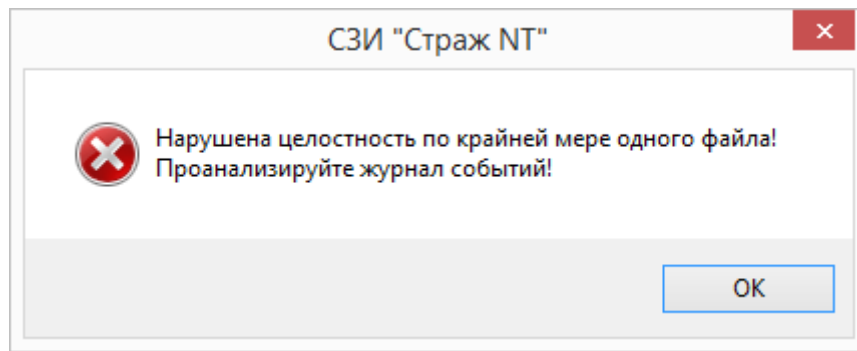 СЗИ "Страж NT"
Нарушена целостность по крайней мере одного файла!
Проанализируйте журнал событий!
OK